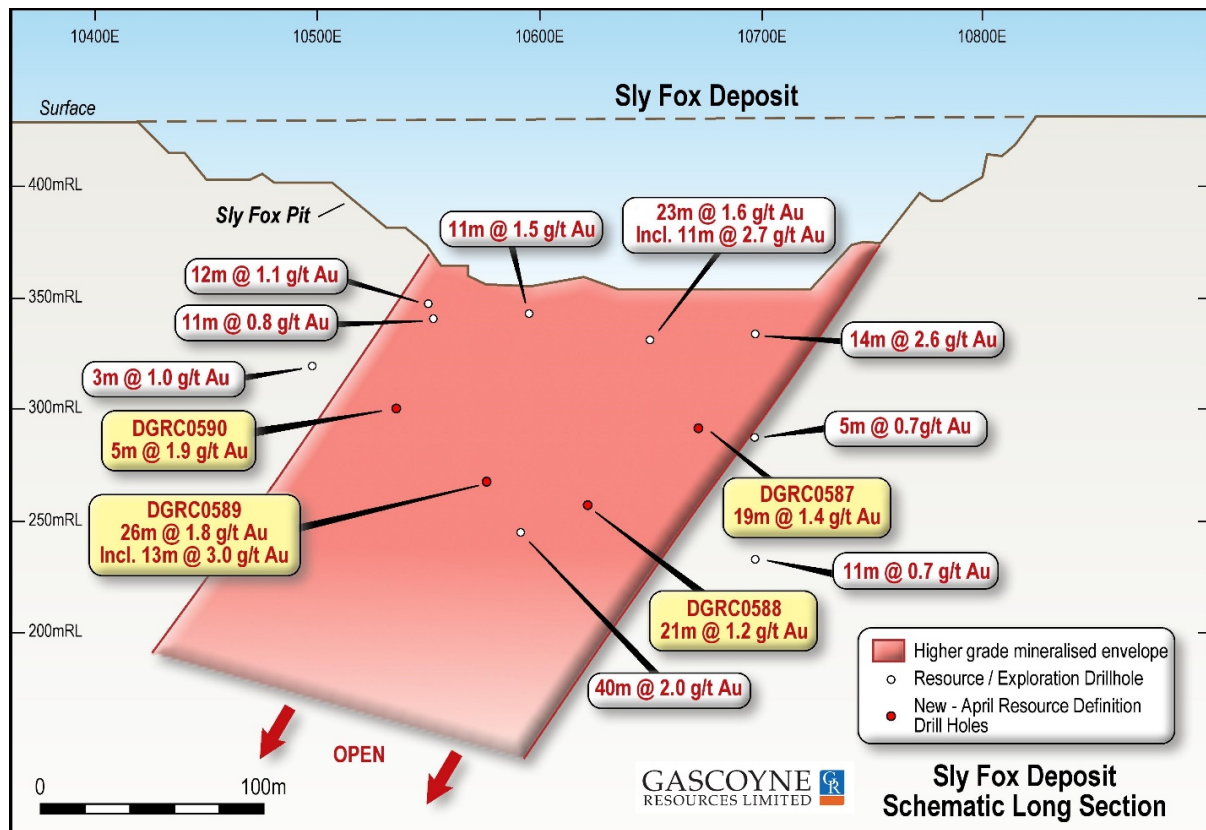 10400E
10500E
10600E
10700E
10800E
Sly Fox Deposit
Surface
400mRL
350mRL
300mRL
250mRL
200mRL
Sly Fox Pit
11m @ 1.5 g/t Au
23m @ 1.6 g/t Au
Incl. 11m @ 2.7 g/t Au
12m @ 1.1 g/t Au
11m @ 0.8 g/t Au
14m @ 2.6 g/t Au
3m @ 1.0 g/t Au
DGRC0590
5m @ 1.9 g/t Au
5m @ 0.7g/t Au
DGRC0589
26m @ 1.8 g/t Au
Incl. 13m @ 3.0 g/t Au
DGRC0587
19m @ 1.4 g/t Au
11m @ 0.7 g/t Au
DGRC0588
21m @ 1.2 g/t Au
40m @ 2.0 g/t Au
Higher grade mineralised envelope
Resource / Exploration Drillhole
New - April Resource Definition
Drill Holes
OPEN
0
100m
GASCOYNE
RESOURCES LIMITED
GR
Sly Fox Deposit
Schematic Long Section